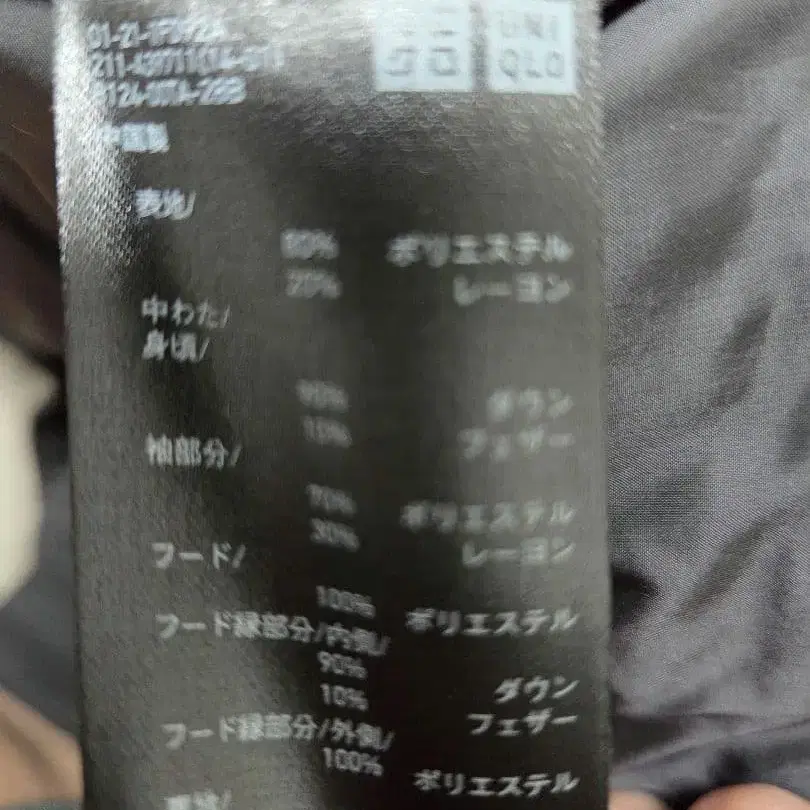 UNI
QLO
中国製
表地/
80% ポリエステル
20% レーヨン
中わた/
身頃/
90% ダウン
10% フェザー
袖部分/
70% ポリエステル
30% レーヨン
フード/
100% ポリエステル
フード縁部分/内側/
90% ダウン
10% フェザー
フード縁部分/外側/
100% ポリエステル